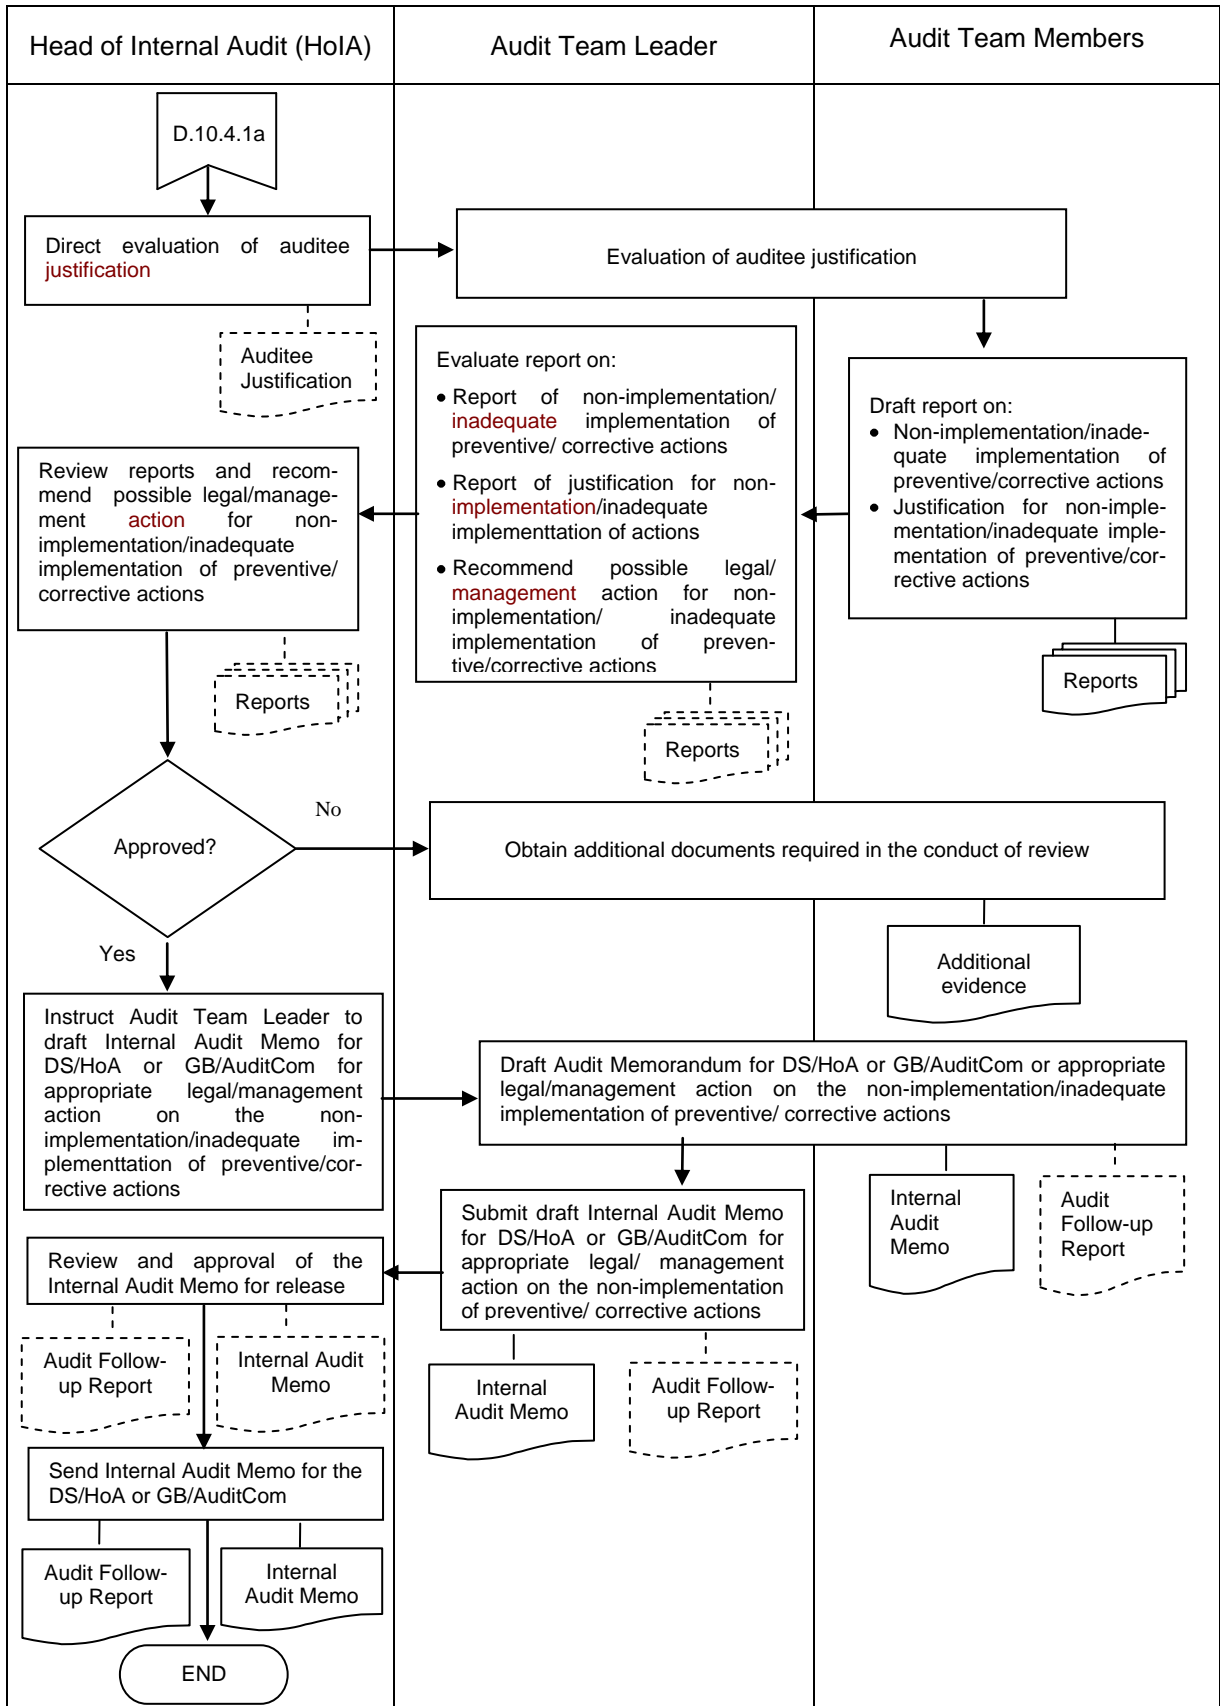 Head of Internal Audit (HoIA)
Audit Team Leader
Audit Team Members
D.10.4.1a
Direct evaluation of auditee
justification
Evaluation of auditee justification
Auditee
Justification
Evaluate report on:
• Report of non-implementation/
inadequate implementation of
preventive/ corrective actions
• Report of justification for non-
implementation/inadequate
implementtation of actions
• Recommend possible legal/
management action for non-
implementation/ inadequate
implementation of preven-
tive/corrective actions
Draft report on:
• Non-implementation/inade-
quate implementation of
preventive/corrective actions
• Justification for non-imple-
mentation/inadequate imple-
mentation of preventive/cor-
rective actions
Review reports and recom-
mend possible legal/manage-
ment action for non-
implementation/inadequate
implementation of preventive/
corrective actions
Reports
Reports
Reports
Approved?
No
Obtain additional documents required in the conduct of review
Yes
Additional
evidence
Instruct Audit Team Leader to
draft Internal Audit Memo for
DS/HoA or GB/AuditCom for
appropriate legal/management
action on the non-
implementation/inadequate im-
plementtation of preventive/cor-
rective actions
Draft Audit Memorandum for DS/HoA or GB/AuditCom or appropriate
legal/management action on the non-implementation/inadequate
implementation of preventive/ corrective actions
Internal
Audit
Memo
Audit
Follow-up
Report
Submit draft Internal Audit Memo
for DS/HoA or GB/AuditCom for
appropriate legal/ management
action on the non-implementation
of preventive/ corrective actions
Review and approval of the
Internal Audit Memo for release
Audit Follow-
up Report
Internal Audit
Memo
Internal
Audit Memo
Audit Follow-
up Report
Send Internal Audit Memo for the
DS/HoA or GB/AuditCom
Audit Follow-
up Report
Internal
Audit Memo
END